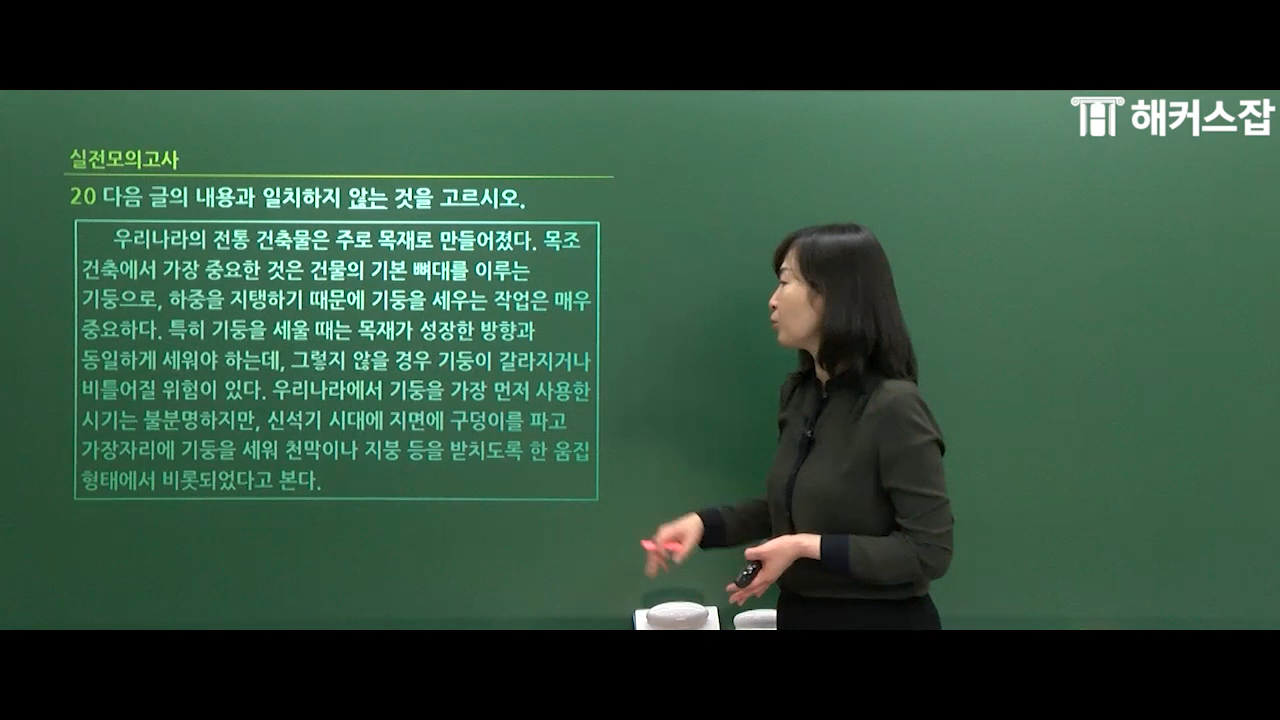 해커스잡
실전모의고사
20 다음 글의 내용과 일치하지 않는 것을 고르시오.
우리나라의 전통 건축물은 주로 목재로 만들어졌다. 목조
건축에서 가장 중요한 것은 건물의 기본 뼈대를 이루는
기둥으로, 하중을 지탱하기 때문에 기둥을 세우는 작업은 매우
중요하다. 특히 기둥을 세울 때는 목재가 성장한 방향과
동일하게 세워야 하는데, 그렇지 않을 경우 기둥이 갈라지거나
비틀어질 위험이 있다. 우리나라에서 기둥을 가장 먼저 사용한
시기는 불분명하지만, 신석기 시대에 지면에 구덩이를 파고
가장자리에 기둥을 세워 천막이나 지붕 등을 받치도록 한 움집
형태에서 비롯되었다고 본다.